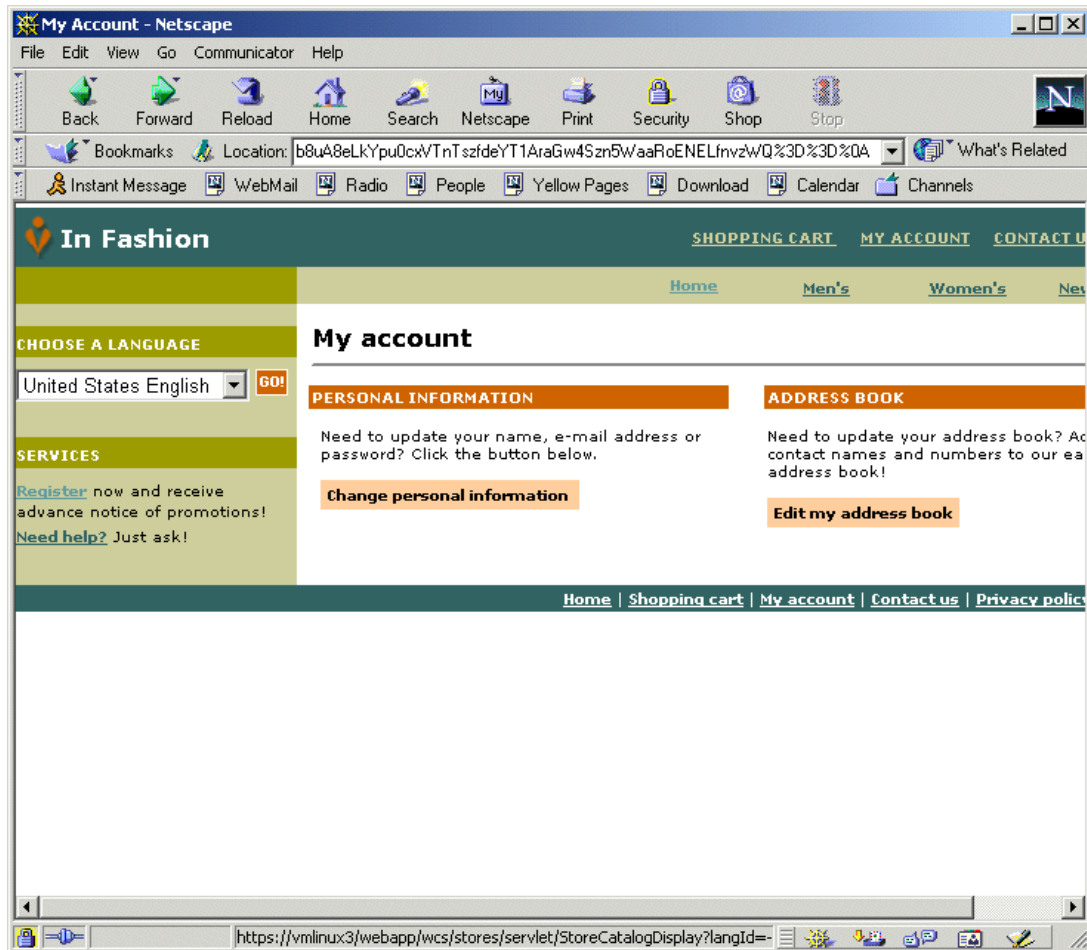 My Account - Netscape
File Edit View Go Communicator Help
Back Forward Reload Home Search Netscape Print Security Shop Stop
N
Bookmarks Location: b8uA8eLkYpu0cxVTnTszfdeYT1AraGw4Szn5WaaRoENELfnvzWQ%3D%3D%0A What's Related
Instant Message WebMail Radio People Yellow Pages Download Calendar Channels
In Fashion SHOPPING CART MY ACCOUNT CONTACT U
Home Men's Women's Ne
CHOOSE A LANGUAGE
United States English GO!
SERVICES
Register now and receive
advance notice of promotions!
Need help? Just ask!
My account
PERSONAL INFORMATION
Need to update your name, e-mail address or
password? Click the button below.
Change personal information
ADDRESS BOOK
Need to update your address book? A
contact names and numbers to our ea
address book!
Edit my address book
Home | Shopping cart | My account | Contact us | Privacy policy
https://vmlinux3/webapp/wcs/stores/servlet/StoreCatalogDisplay?langId=-